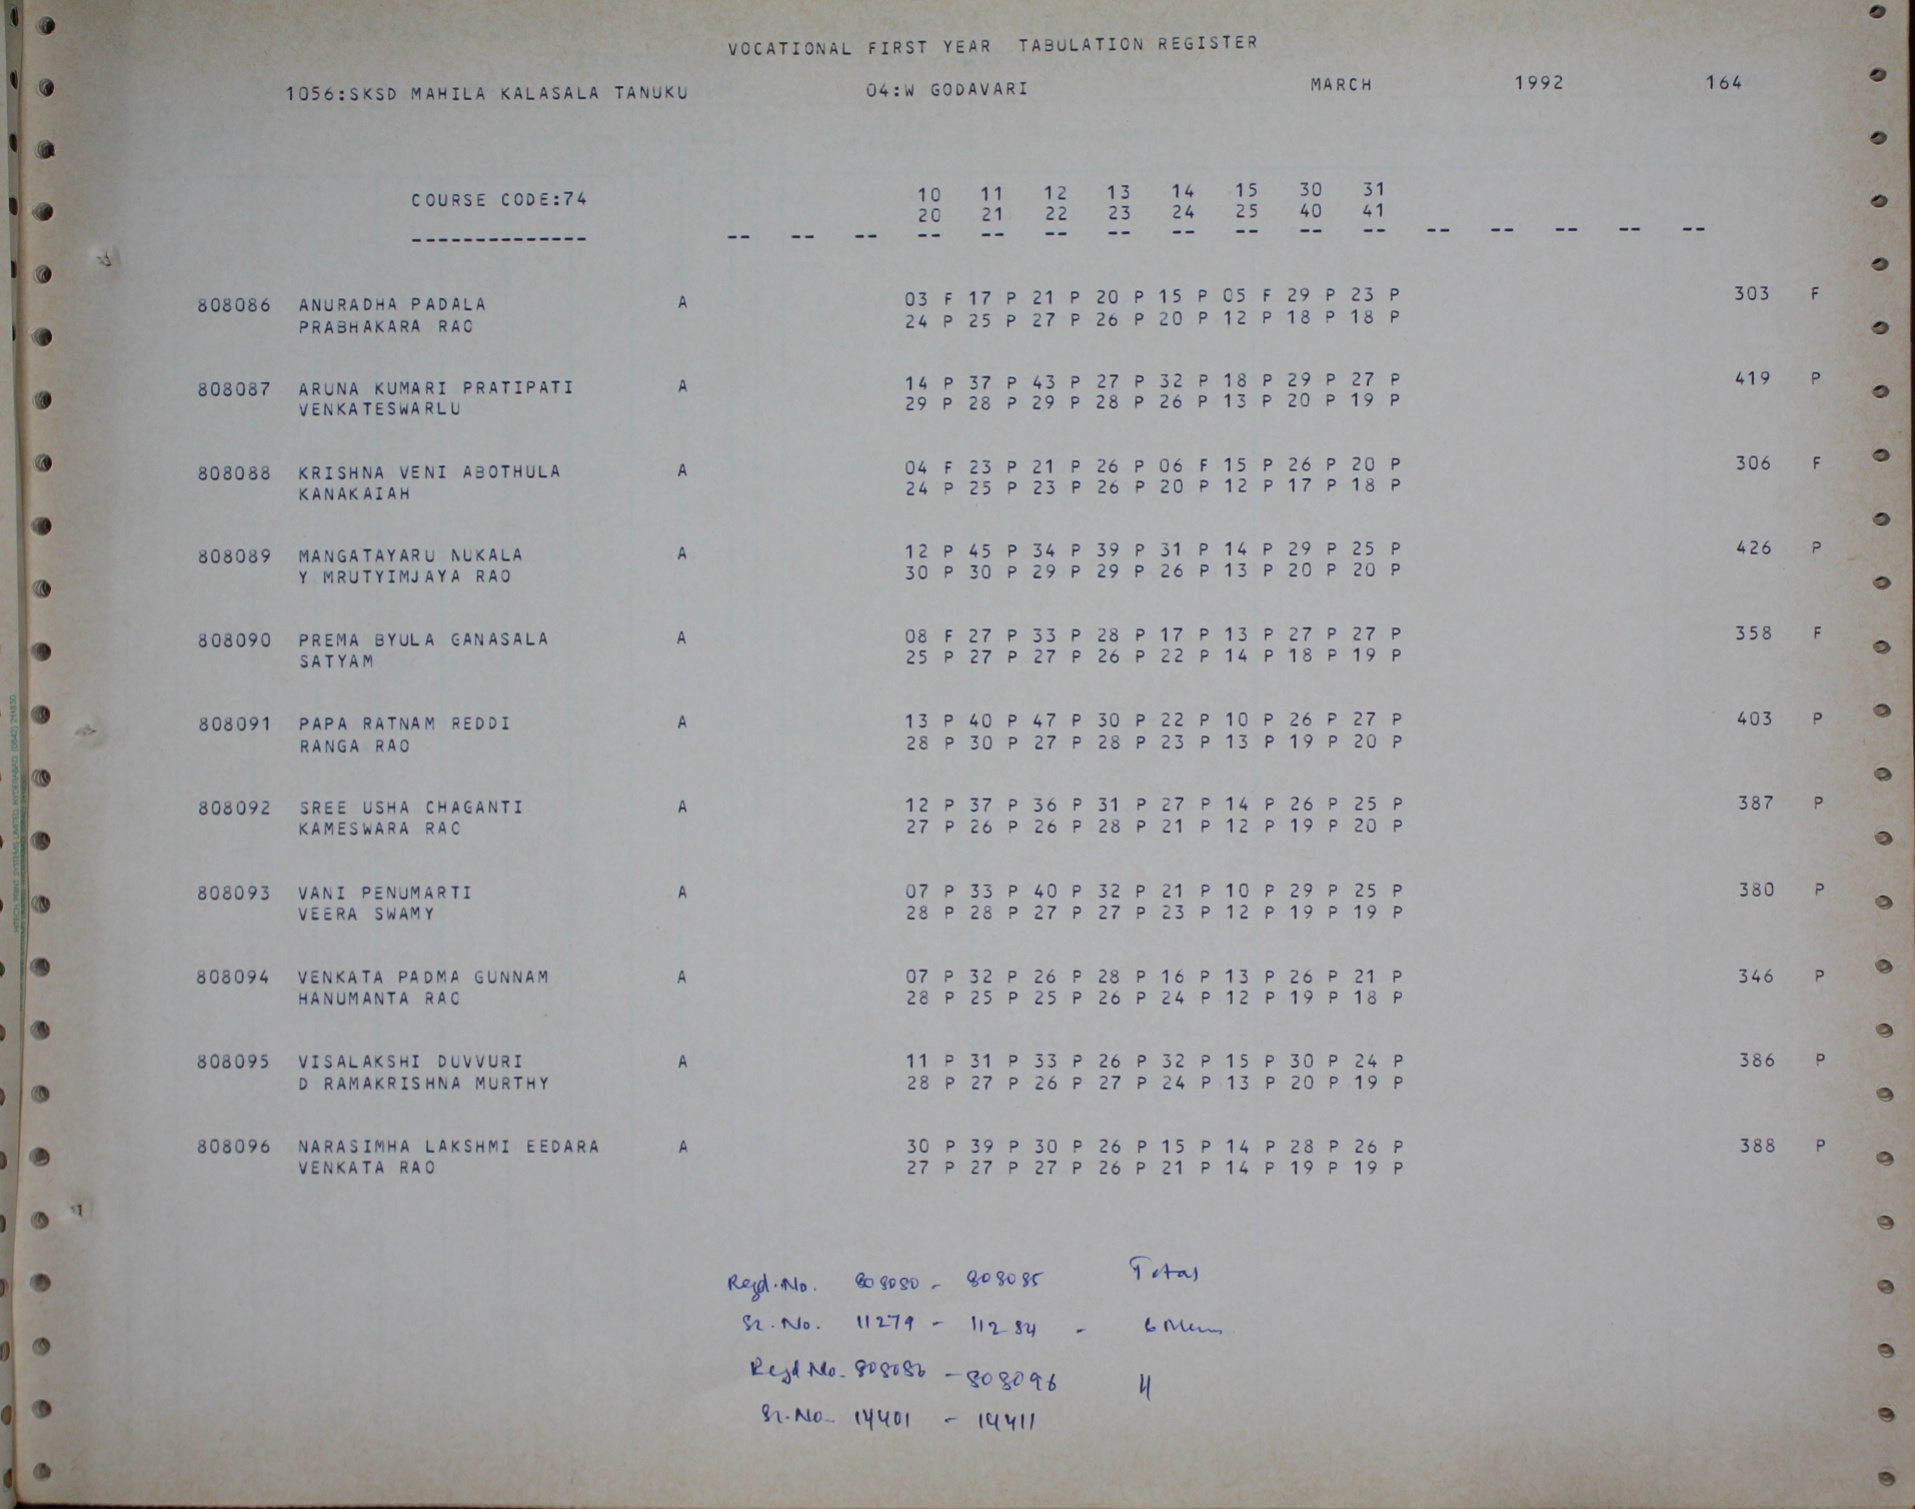 VOCATIONAL FIRST YEAR TABULATION REGISTER
1056:SKSD MAHILA KALASALA TANUKU 04:W GODAVARI MARCH 1992 164
10 11 12 13 14 15 30 31
COURSE CODE:74
20 21 22 23 24 25 40 41
-------------- -- -- -- -- -- -- -- -- -- -- -- -- -- -- -- --
808086 ANURADHA PADALA A 03 F 17 P 21 P 20 P 15 P 05 F 29 P 23 P 303 F
PRABHAKARA RAO 24 P 25 P 27 P 26 P 20 P 12 P 18 P 18 P
808087 ARUNA KUMARI PRATIPATI A 14 P 37 P 43 P 27 P 32 P 18 P 29 P 27 P 419 P
VENKATESWARLU 29 P 28 P 29 P 28 P 26 P 13 P 20 P 19 P
808088 KRISHNA VENI ABOTHULA A 04 F 23 P 21 P 26 P 06 F 15 P 26 P 20 P 306 F
KANAKAIAH 24 P 25 P 23 P 26 P 20 P 12 P 17 P 18 P
808089 MANGATAYARU NUKALA A 12 P 45 P 34 P 39 P 31 P 14 P 29 P 25 P 426 P
Y MRUTYIMJAYA RAO 30 P 30 P 29 P 29 P 26 P 13 P 20 P 20 P
808090 PREMA BYULA GANASALA A 08 F 27 P 33 P 28 P 17 P 13 P 27 P 27 P 358 F
SATYAM 25 P 27 P 27 P 26 P 22 P 14 P 18 P 19 P
808091 PAPA RATNAM REDDI A 13 P 40 P 47 P 30 P 22 P 10 P 26 P 27 P 403 P
RANGA RAO 28 P 30 P 27 P 28 P 23 P 13 P 19 P 20 P
808092 SREE USHA CHAGANTI A 12 P 37 P 36 P 31 P 27 P 14 P 26 P 25 P 387 P
KAMESWARA RAO 27 P 26 P 26 P 28 P 21 P 12 P 19 P 20 P
808093 VANI PENUMARTI A 07 P 33 P 40 P 32 P 21 P 10 P 29 P 25 P 380 P
VEERA SWAMY 28 P 28 P 27 P 27 P 23 P 12 P 19 P 19 P
808094 VENKATA PADMA GUNNAM A 07 P 32 P 26 P 28 P 16 P 13 P 26 P 21 P 346 P
HANUMANTA RAO 28 P 25 P 25 P 26 P 24 P 12 P 19 P 18 P
808095 VISALAKSHI DUVVURI A 11 P 31 P 33 P 26 P 32 P 15 P 30 P 24 P 386 P
D RAMAKRISHNA MURTHY 28 P 27 P 26 P 27 P 24 P 13 P 20 P 19 P
808096 NARASIMHA LAKSHMI EEDARA A 30 P 39 P 30 P 26 P 15 P 14 P 28 P 26 P 388 P
VENKATA RAO 27 P 27 P 27 P 26 P 21 P 14 P 19 P 19 P
Regd.No. 808080 - 808085 Total
Sr.No. 11279 - 11284 -
Regd No. 808086 - 808096 11
Sr.No- 14401 - 14411